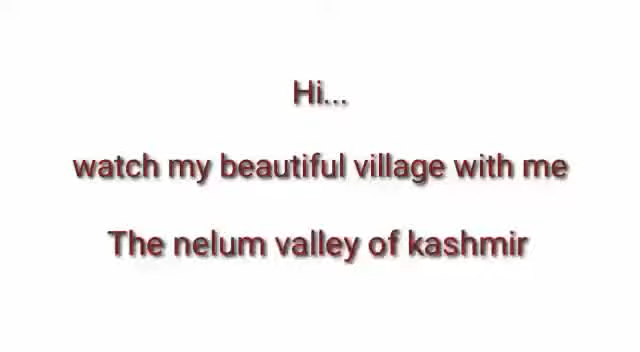 Hi...
watch my beautiful village with me
The nelum valley of kashmir